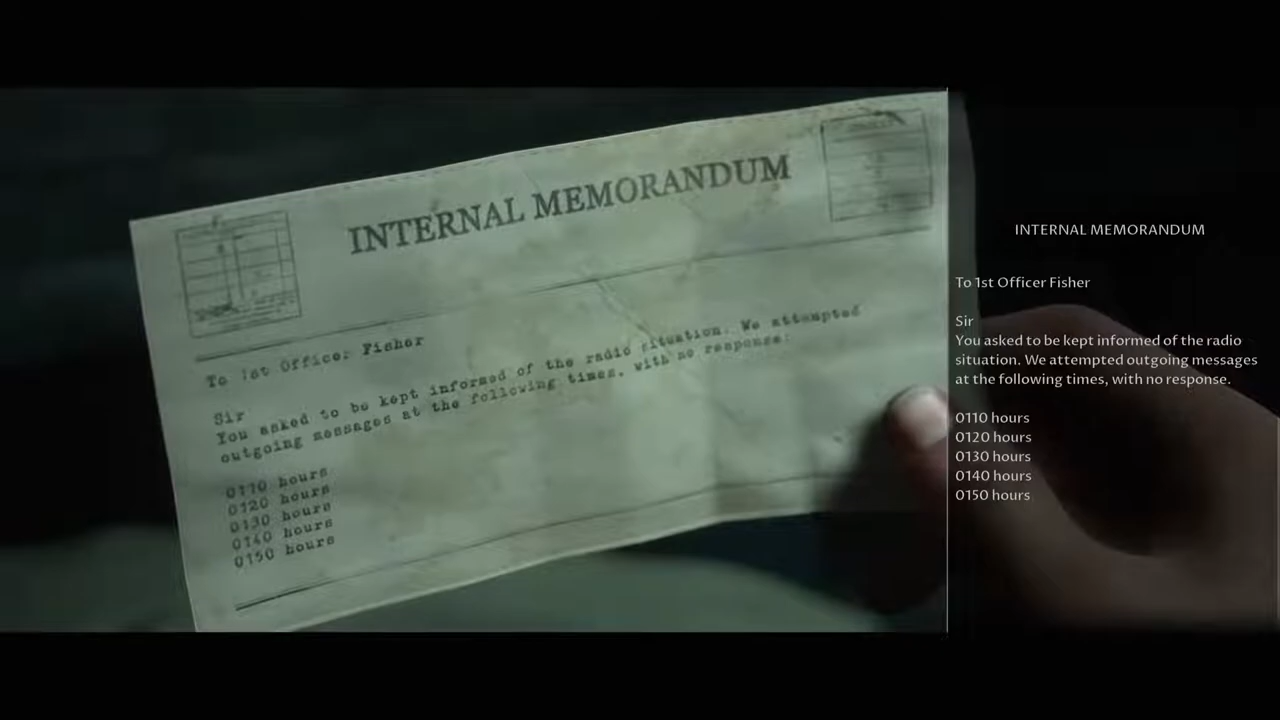 INTERNAL MEMORANDUM
To 1st Officer Fisher
Sir
You asked to be kept informed of the radio situation. We attempted
outgoing messages at the following times, with no response:
0110 hours
0120 hours
0130 hours
0140 hours
0150 hours
INTERNAL MEMORANDUM
To 1st Officer Fisher
Sir
You asked to be kept informed of the radio
situation. We attempted outgoing messages
at the following times, with no response.
0110 hours
0120 hours
0130 hours
0140 hours
0150 hours